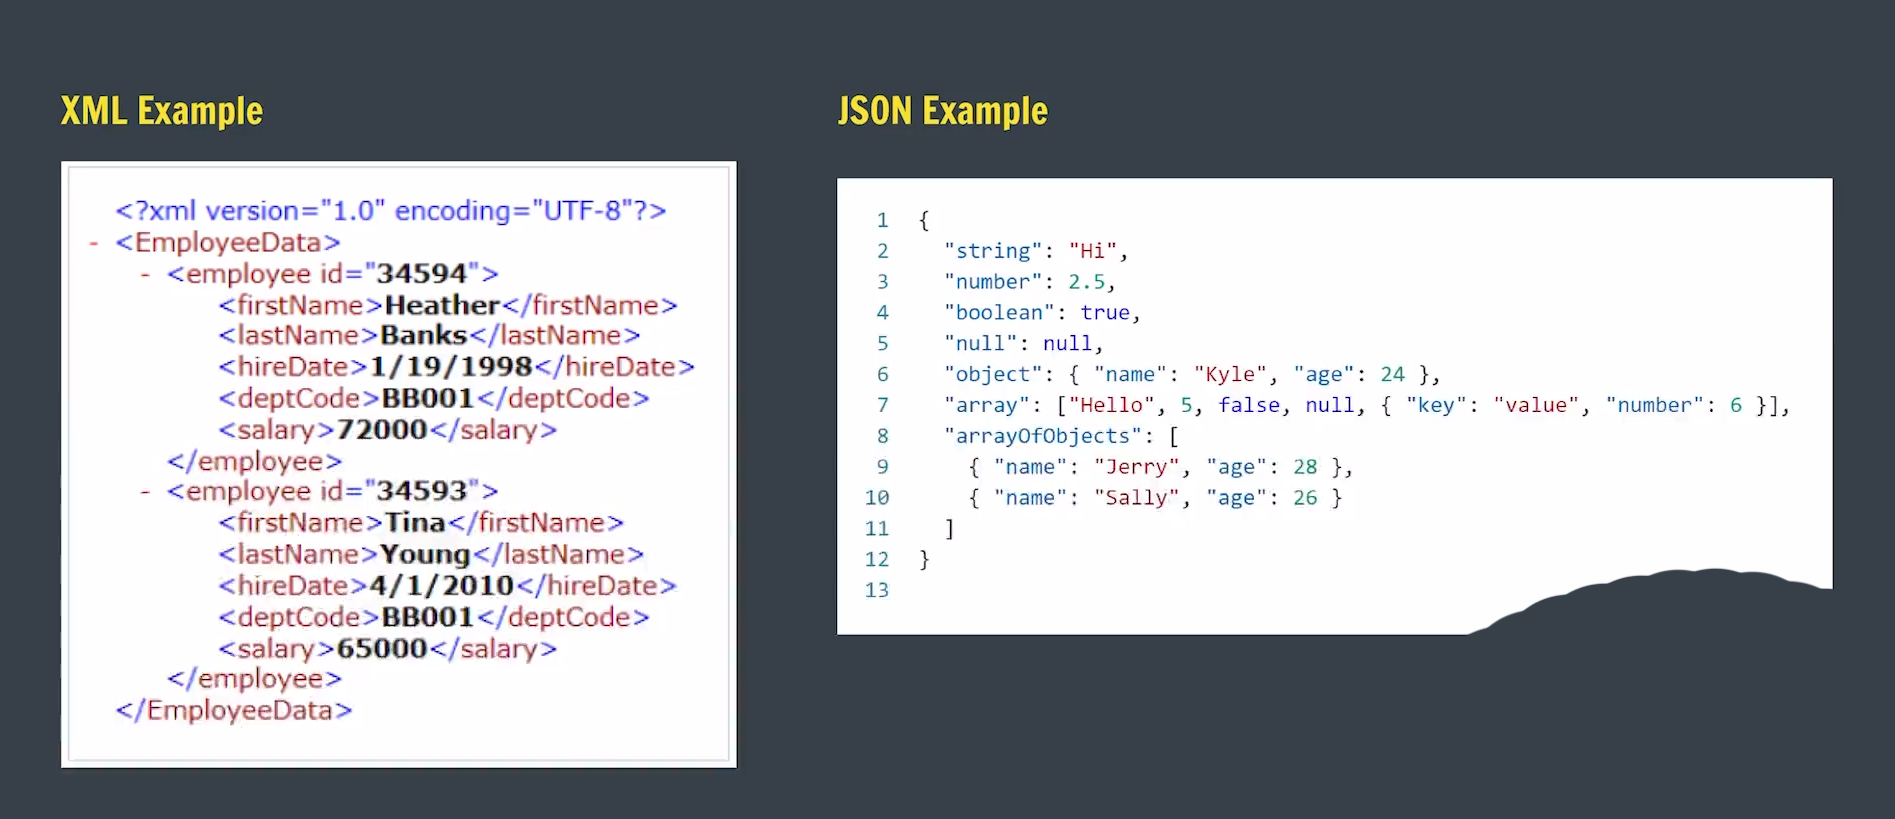 XML Example
<?xml version="1.0" encoding="UTF-8"?>
- <EmployeeData>
- <employee id="34594">
<firstName>Heather</firstName>
<lastName>Banks</lastName>
<hireDate>1/19/1998</hireDate>
<deptCode>BB001</deptCode>
<salary>72000</salary>
</employee>
- <employee id="34593">
<firstName>Tina</firstName>
<lastName>Young</lastName>
<hireDate>4/1/2010</hireDate>
<deptCode>BB001</deptCode>
<salary>65000</salary>
</employee>
</EmployeeData>
JSON Example
1 {
2 "string": "Hi",
3 "number": 2.5,
4 "boolean": true,
5 "null": null,
6 "object": { "name": "Kyle", "age": 24 },
7 "array": ["Hello", 5, false, null, { "key": "value", "number": 6 }],
8 "arrayOfObjects": [
9 { "name": "Jerry", "age": 28 },
10 { "name": "Sally", "age": 26 }
11 ]
12 }
13